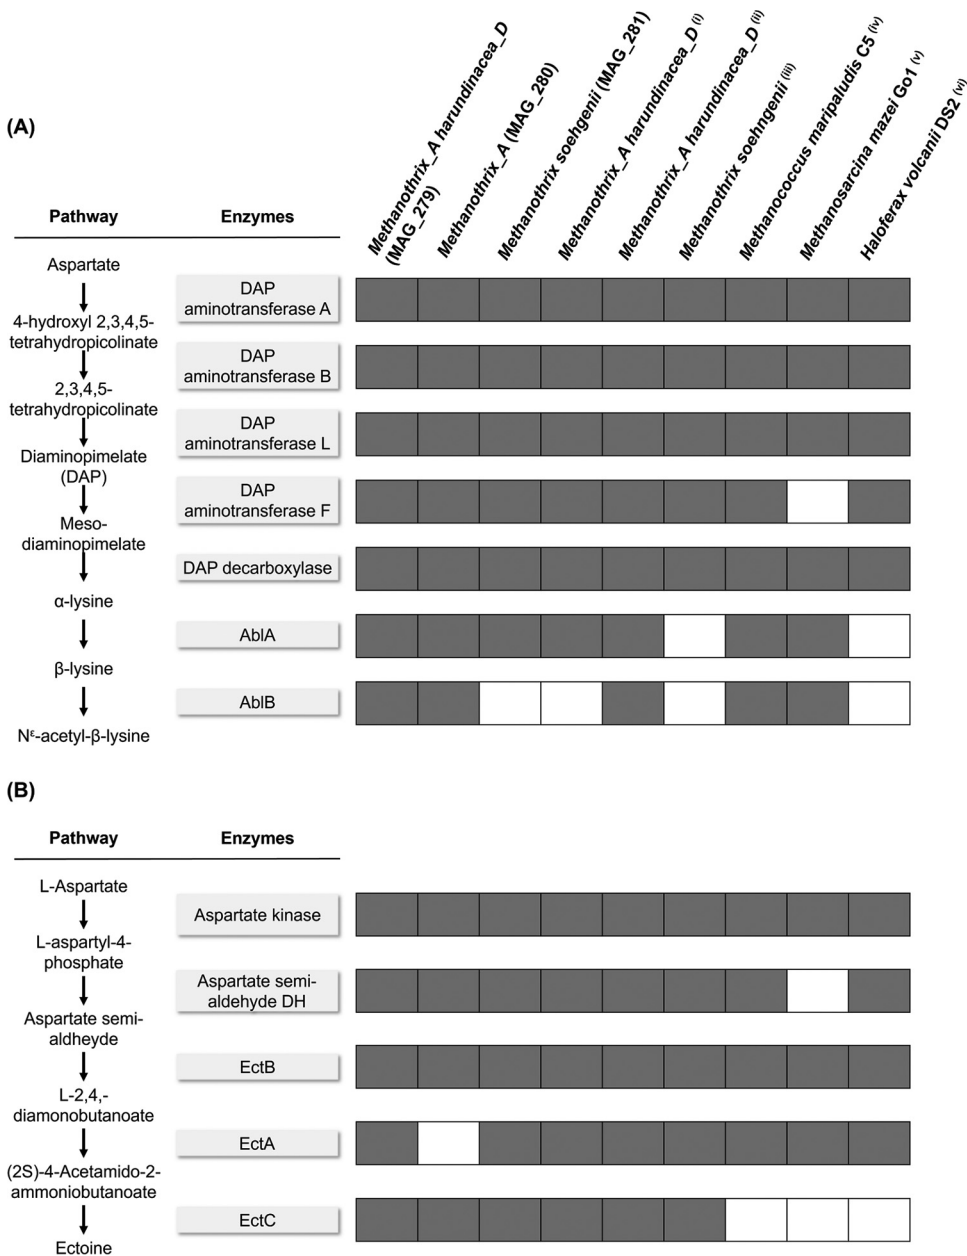 Methanothrix_A harundinacea_D
(MAG_279)
Methanothrix_A (MAG_280)
Methanothrix soehgenii (MAG_281)
Methanothrix_A harundinacea_D (i)
Methanothrix_A harundinacea_D (ii)
Methanothrix soehngenii (iii)
Methanococcus maripaludis C5 (iv)
Methanosarcina mazei Go1 (v)
Haloferax volcanii DS2 (vi)
(A)
Pathway
Enzymes
Aspartate
DAP
aminotransferase A
4-hydroxyl 2,3,4,5-
tetrahydropicolinate
DAP
aminotransferase B
2,3,4,5-
tetrahydropicolinate
DAP
aminotransferase L
Diaminopimelate
(DAP)
DAP
aminotransferase F
Meso-
diaminopimelate
DAP decarboxylase
α-lysine
AblA
β-lysine
AblB
Nᵋ-acetyl-β-lysine
(B)
Pathway
Enzymes
L-Aspartate
Aspartate kinase
L-aspartyl-4-
phosphate
Aspartate semi-
aldehyde DH
Aspartate semi-
aldheyde
EctB
L-2,4,-
diamonobutanoate
EctA
(2S)-4-Acetamido-2-
ammoniobutanoate
EctC
Ectoine